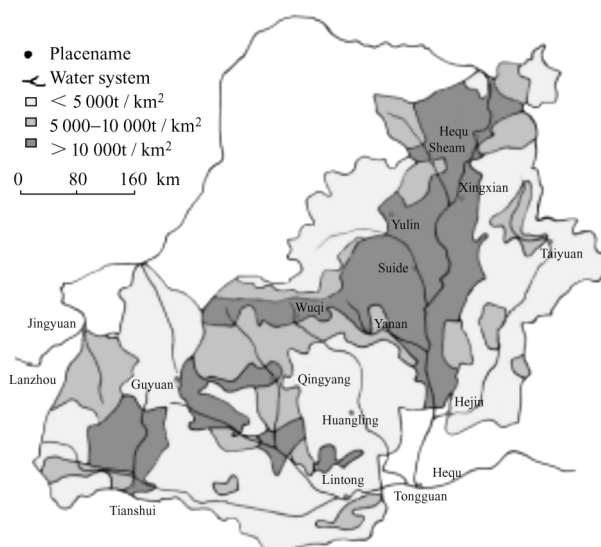 Placename
Water system
< 5 000t / km²
5 000–10 000t / km²
> 10 000t / km²
0 80 160 km
Hequ
Sheam
Xingxian
Yulin
Taiyuan
Suide
Wuqi
Yanan
Jingyuan
Lanzhou
Guyuan
Qingyang
Huangling
Hejin
Hequ
Lintong
Tongguan
Tianshui